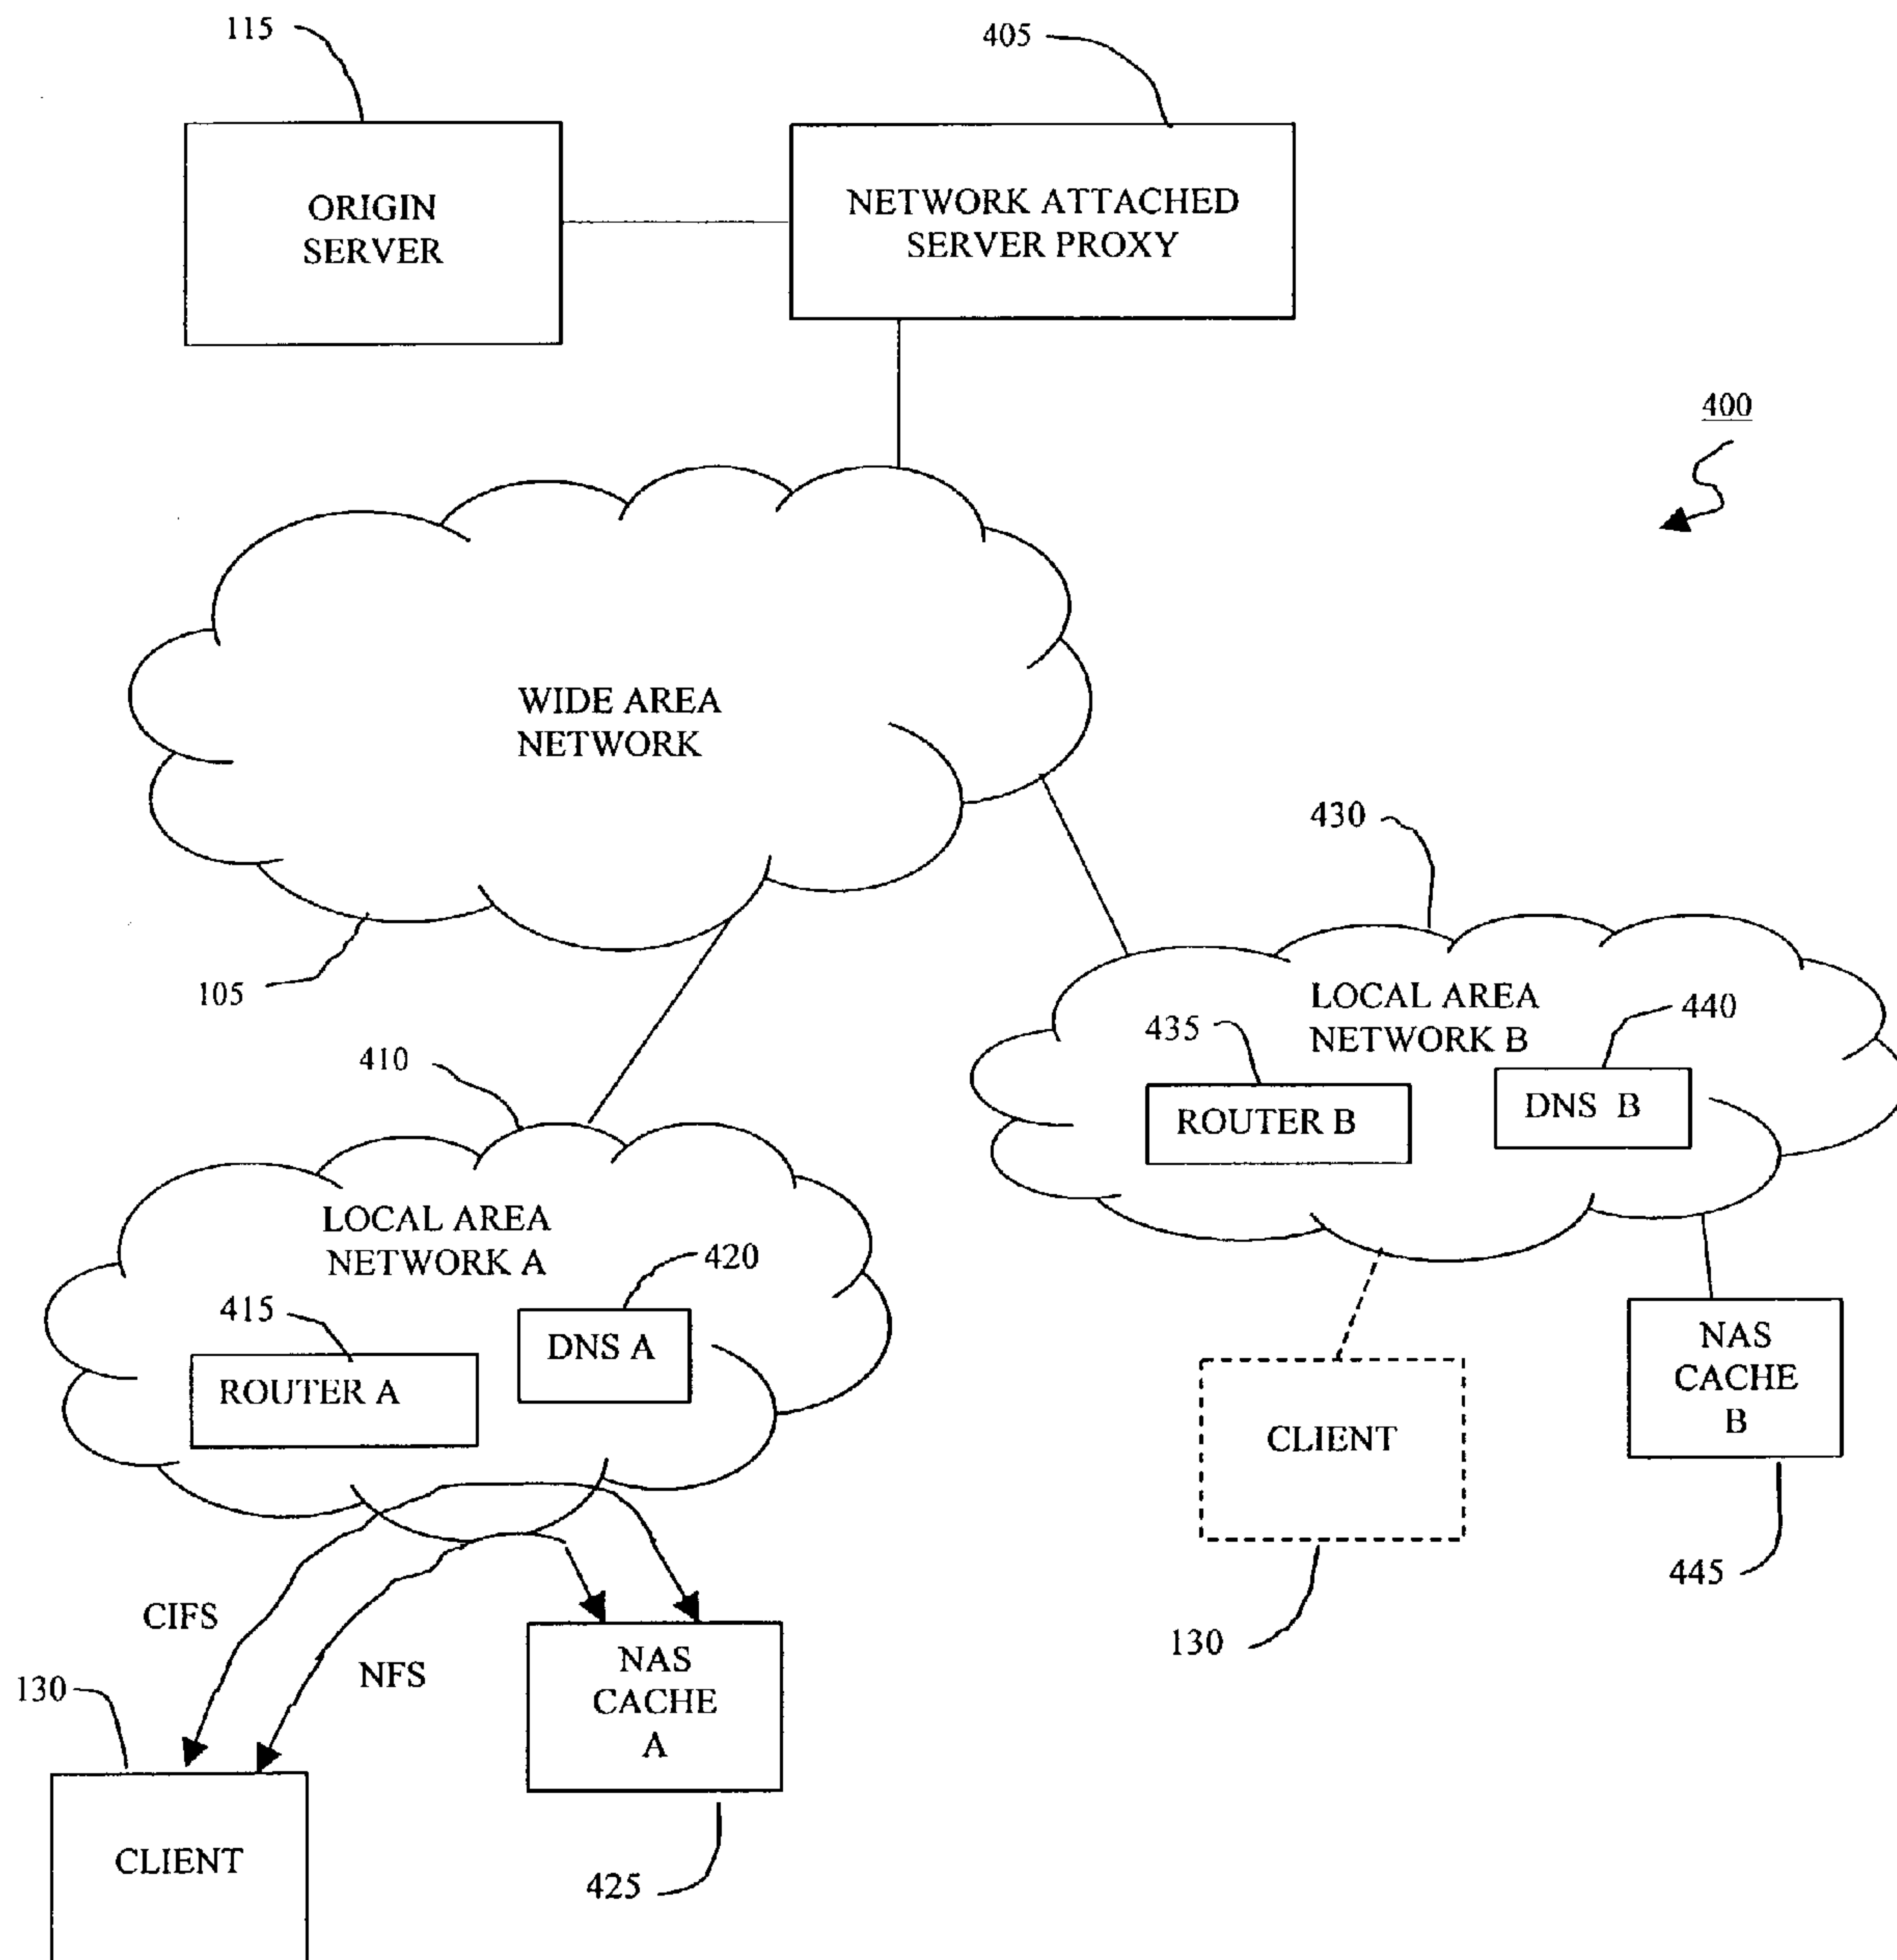 115
405
ORIGIN
SERVER
NETWORK ATTACHED
SERVER PROXY
400
WIDE AREA
NETWORK
105
430
LOCAL AREA
NETWORK B
435
440
ROUTER B
DNS B
410
LOCAL AREA
NETWORK A
420
415
DNS A
ROUTER A
NAS
CACHE
B
CLIENT
445
130
CIFS
NFS
NAS
CACHE
A
130
CLIENT
425